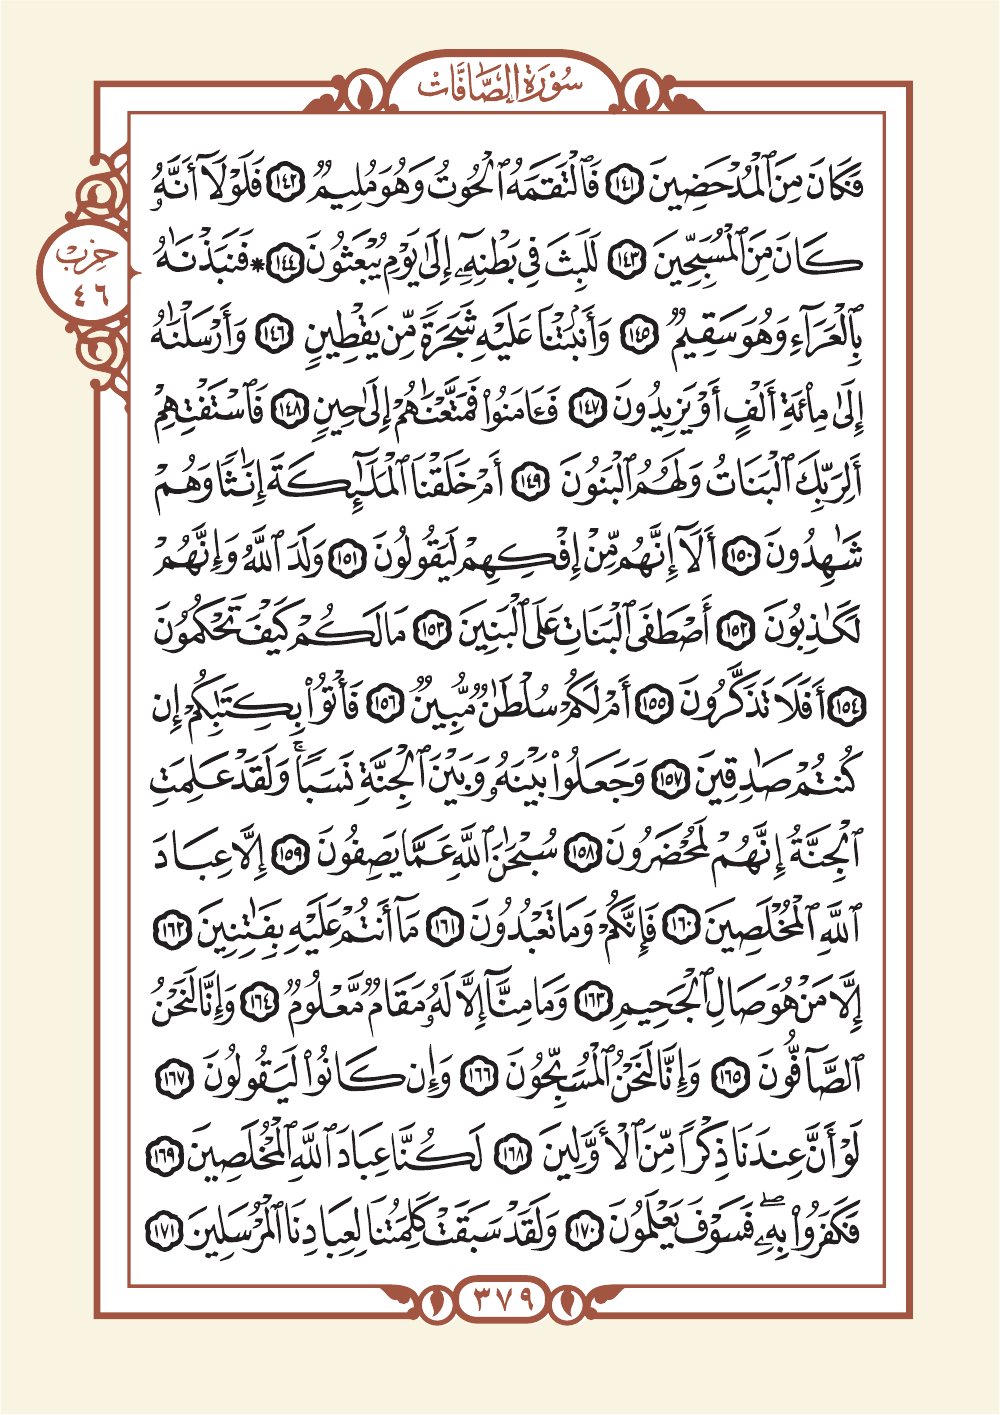 سُورَةُ الصَّافَّات
فَكَانَ مِنَ ٱلْمُدْحَضِينَ ١٤١ فَٱلْتَقَمَهُ ٱلْحُوتُ وَهُوَ مُلِيمٌ ١٤٢ فَلَوْلَآ أَنَّهُۥ
كَانَ مِنَ ٱلْمُسَبِّحِينَ ١٤٣ لَلَبِثَ فِى بَطْنِهِۦٓ إِلَىٰ يَوْمِ يُبْعَثُونَ ١٤٤ * فَنَبَذْنَٰهُ
حِزْب
٤٦
بِٱلْعَرَآءِ وَهُوَ سَقِيمٌ ١٤٥ وَأَنۢبَتْنَا عَلَيْهِ شَجَرَةً مِّن يَقْطِينٍ ١٤٦ وَأَرْسَلْنَٰهُ
إِلَىٰ مِا۟ئَةِ أَلْفٍ أَوْ يَزِيدُونَ ١٤٧ فَـَٔامَنُوا۟ فَمَتَّعْنَٰهُمْ إِلَىٰ حِينٍ ١٤٨ فَٱسْتَفْتِهِمْ
أَلِرَبِّكَ ٱلْبَنَاتُ وَلَهُمُ ٱلْبَنُونَ ١٤٩ أَمْ خَلَقْنَا ٱلْمَلَٰٓئِكَةَ إِنَٰثًا وَهُمْ
شَٰهِدُونَ ١٥٠ أَلَآ إِنَّهُم مِّنْ إِفْكِهِمْ لَيَقُولُونَ ١٥١ وَلَدَ ٱللَّهُ وَإِنَّهُمْ
لَكَٰذِبُونَ ١٥٢ أَصْطَفَى ٱلْبَنَاتِ عَلَى ٱلْبَنِينَ ١٥٣ مَا لَكُمْ كَيْفَ تَحْكُمُونَ
١٥٤ أَفَلَا تَذَكَّرُونَ ١٥٥ أَمْ لَكُمْ سُلْطَٰنٌ مُّبِينٌ ١٥٦ فَأْتُوا۟ بِكِتَٰبِكُمْ إِن
كُنتُمْ صَٰدِقِينَ ١٥٧ وَجَعَلُوا۟ بَيْنَهُۥ وَبَيْنَ ٱلْجِنَّةِ نَسَبًا ۚ وَلَقَدْ عَلِمَتِ
ٱلْجِنَّةُ إِنَّهُمْ لَمُحْضَرُونَ ١٥٨ سُبْحَٰنَ ٱللَّهِ عَمَّا يَصِفُونَ ١٥٩ إِلَّا عِبَادَ
ٱللَّهِ ٱلْمُخْلَصِينَ ١٦٠ فَإِنَّكُمْ وَمَا تَعْبُدُونَ ١٦١ مَآ أَنتُمْ عَلَيْهِ بِفَٰتِنِينَ ١٦٢
إِلَّا مَنْ هُوَ صَالِ ٱلْجَحِيمِ ١٦٣ وَمَا مِنَّآ إِلَّا لَهُۥ مَقَامٌ مَّعْلُومٌ ١٦٤ وَإِنَّا لَنَحْنُ
ٱلصَّآفُّونَ ١٦٥ وَإِنَّا لَنَحْنُ ٱلْمُسَبِّحُونَ ١٦٦ وَإِن كَانُوا۟ لَيَقُولُونَ ١٦٧
لَوْ أَنَّ عِندَنَا ذِكْرًا مِّنَ ٱلْأَوَّلِينَ ١٦٨ لَكُنَّا عِبَادَ ٱللَّهِ ٱلْمُخْلَصِينَ ١٦٩
فَكَفَرُوا۟ بِهِۦ ۖ فَسَوْفَ يَعْلَمُونَ ١٧٠ وَلَقَدْ سَبَقَتْ كَلِمَتُنَا لِعِبَادِنَا ٱلْمُرْسَلِينَ ١٧١
٣٧٩